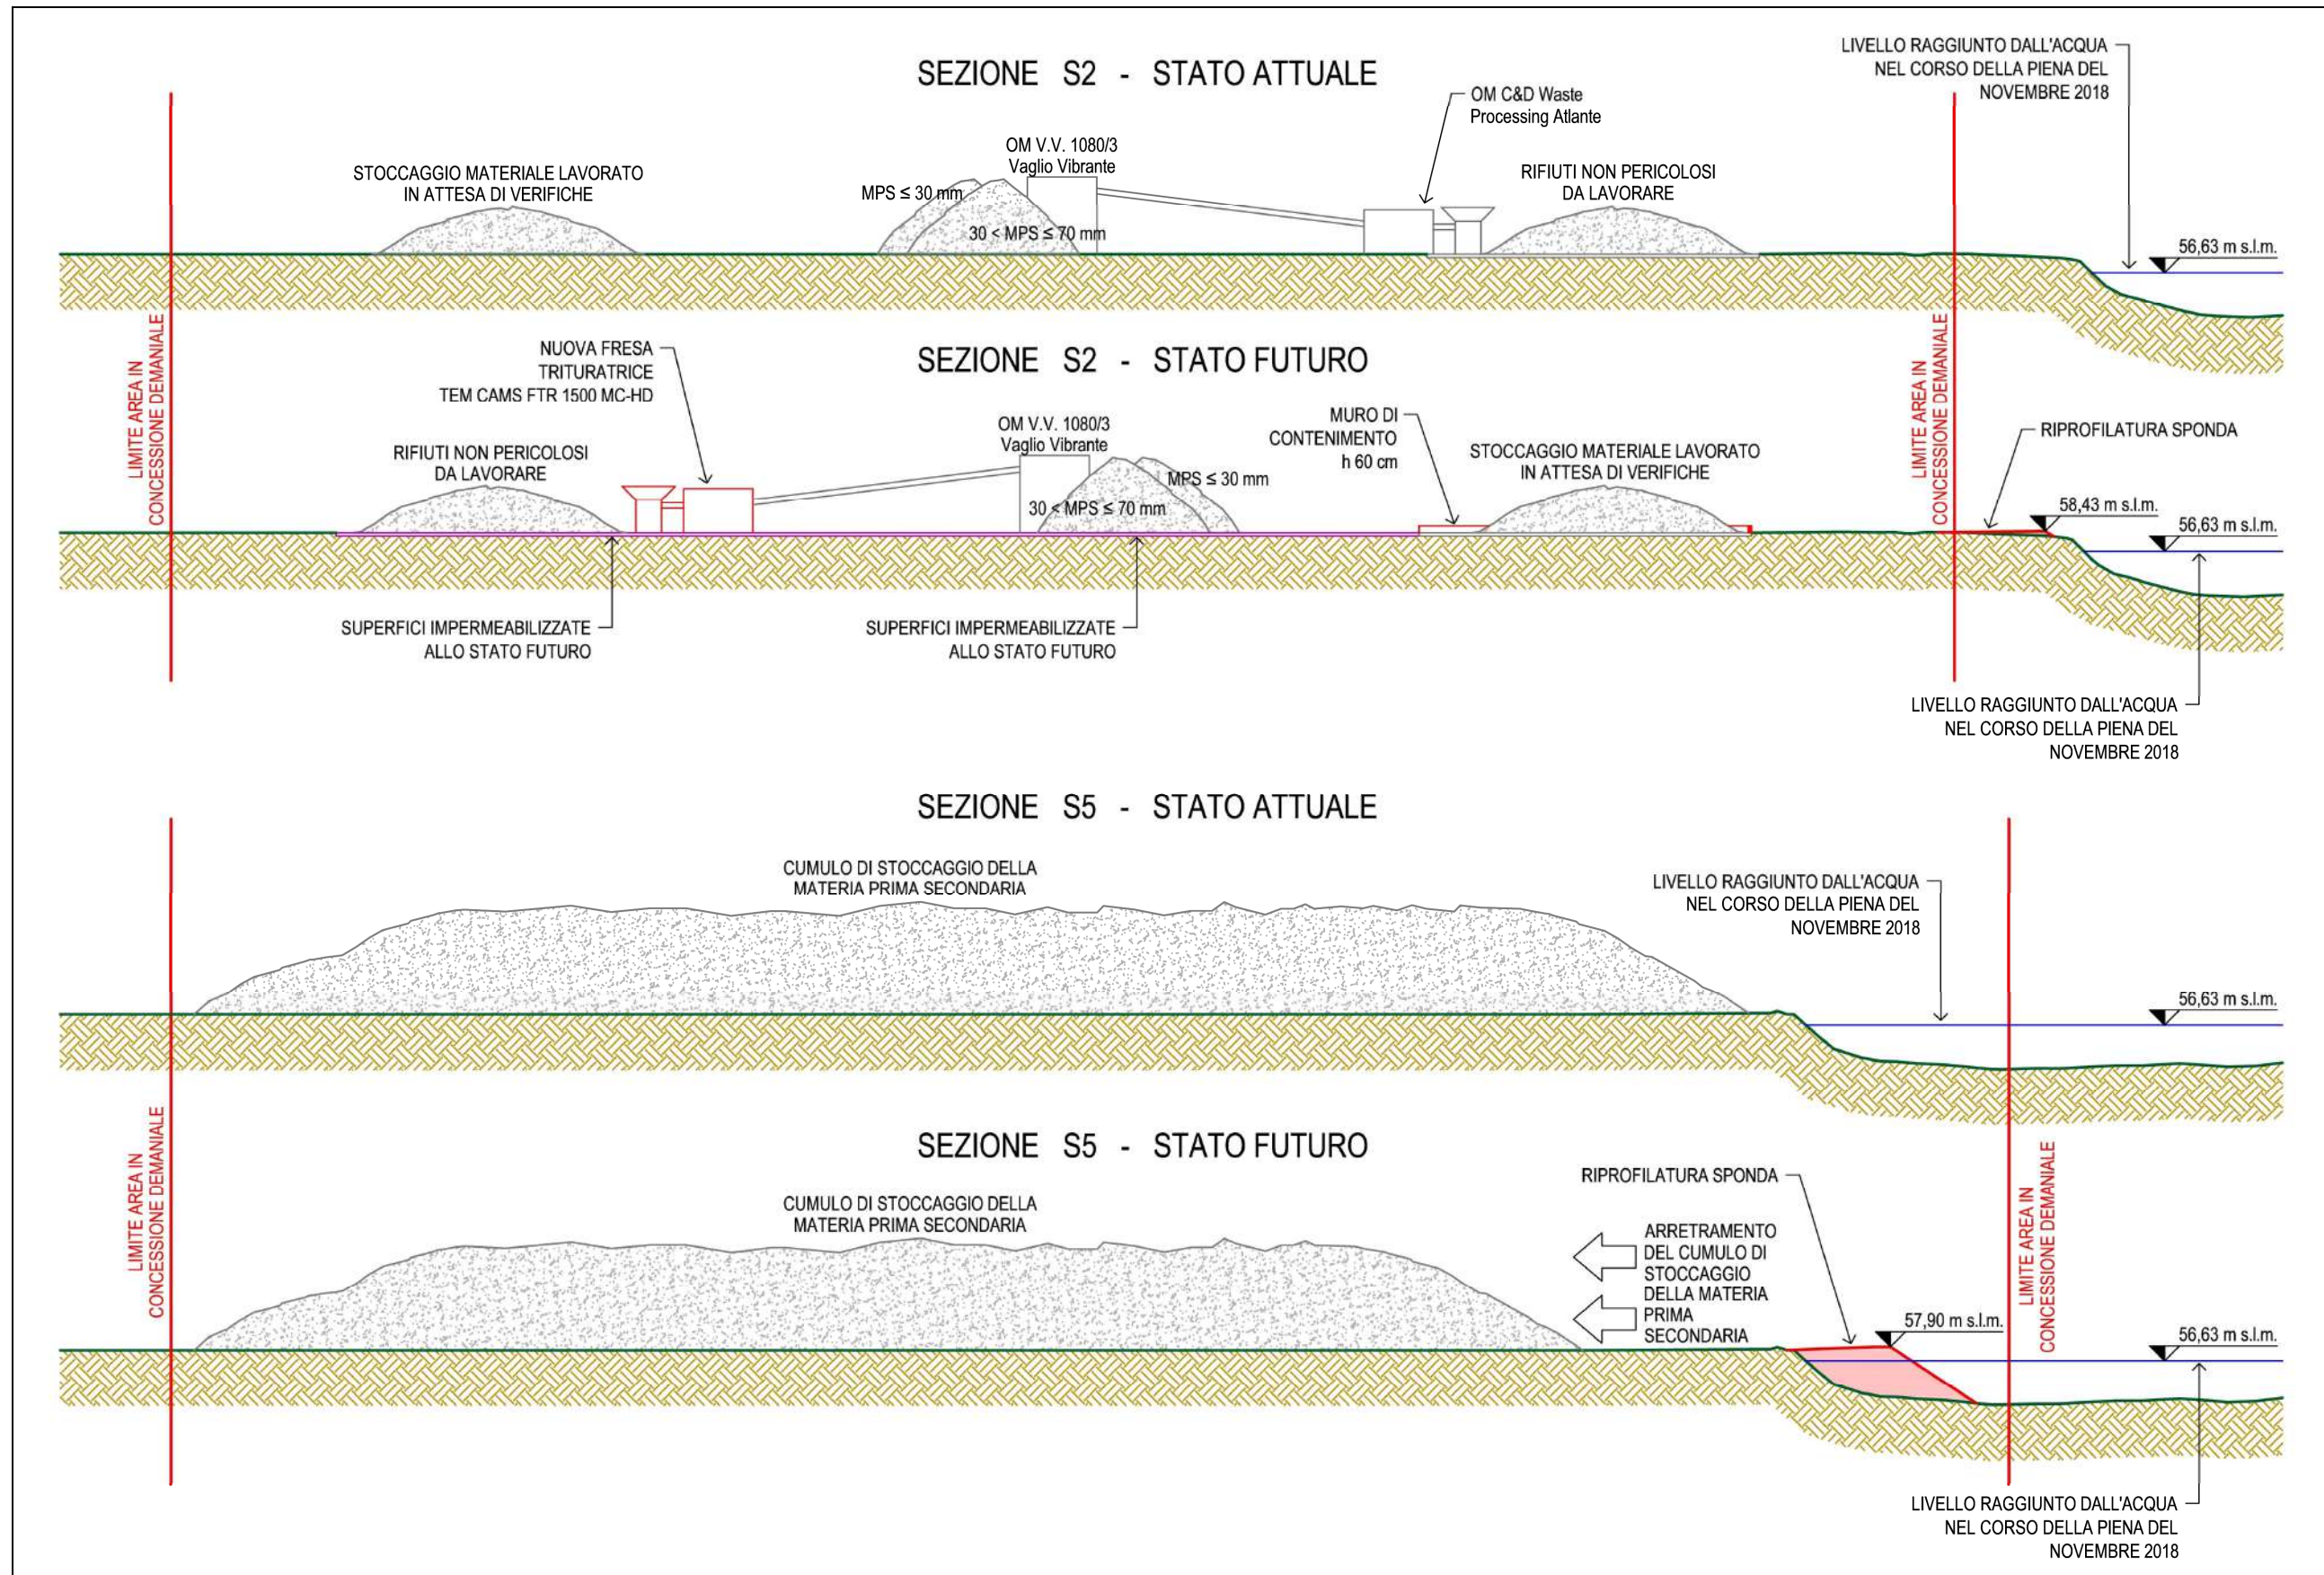 SEZIONE S2 - STATO ATTUALE
LIVELLO RAGGIUNTO DALL'ACQUA
NEL CORSO DELLA PIENA DEL
NOVEMBRE 2018
OM C&D Waste
Processing Atlante
OM V.V. 1080/3
Vaglio Vibrante
STOCCAGGIO MATERIALE LAVORATO
IN ATTESA DI VERIFICHE
MPS ≤ 30 mm
30 < MPS ≤ 70 mm
RIFIUTI NON PERICOLOSI
DA LAVORARE
56,63 m s.l.m.
LIMITE AREA IN
CONCESSIONE DEMANIALE
LIMITE AREA IN
CONCESSIONE DEMANIALE
SEZIONE S2 - STATO FUTURO
NUOVA FRESA
TRITURATRICE
TEM CAMS FTR 1500 MC-HD
OM V.V. 1080/3
Vaglio Vibrante
MURO DI
CONTENIMENTO
h 60 cm
RIPROFILATURA SPONDA
RIFIUTI NON PERICOLOSI
DA LAVORARE
STOCCAGGIO MATERIALE LAVORATO
IN ATTESA DI VERIFICHE
MPS ≤ 30 mm
30 < MPS ≤ 70 mm
58,43 m s.l.m.
56,63 m s.l.m.
SUPERFICI IMPERMEABILIZZATE
ALLO STATO FUTURO
SUPERFICI IMPERMEABILIZZATE
ALLO STATO FUTURO
LIVELLO RAGGIUNTO DALL'ACQUA
NEL CORSO DELLA PIENA DEL
NOVEMBRE 2018
SEZIONE S5 - STATO ATTUALE
CUMULO DI STOCCAGGIO DELLA
MATERIA PRIMA SECONDARIA
LIVELLO RAGGIUNTO DALL'ACQUA
NEL CORSO DELLA PIENA DEL
NOVEMBRE 2018
56,63 m s.l.m.
LIMITE AREA IN
CONCESSIONE DEMANIALE
LIMITE AREA IN
CONCESSIONE DEMANIALE
SEZIONE S5 - STATO FUTURO
CUMULO DI STOCCAGGIO DELLA
MATERIA PRIMA SECONDARIA
RIPROFILATURA SPONDA
ARRETRAMENTO
DEL CUMULO DI
STOCCAGGIO
DELLA MATERIA
PRIMA
SECONDARIA
57,90 m s.l.m.
56,63 m s.l.m.
LIVELLO RAGGIUNTO DALL'ACQUA
NEL CORSO DELLA PIENA DEL
NOVEMBRE 2018